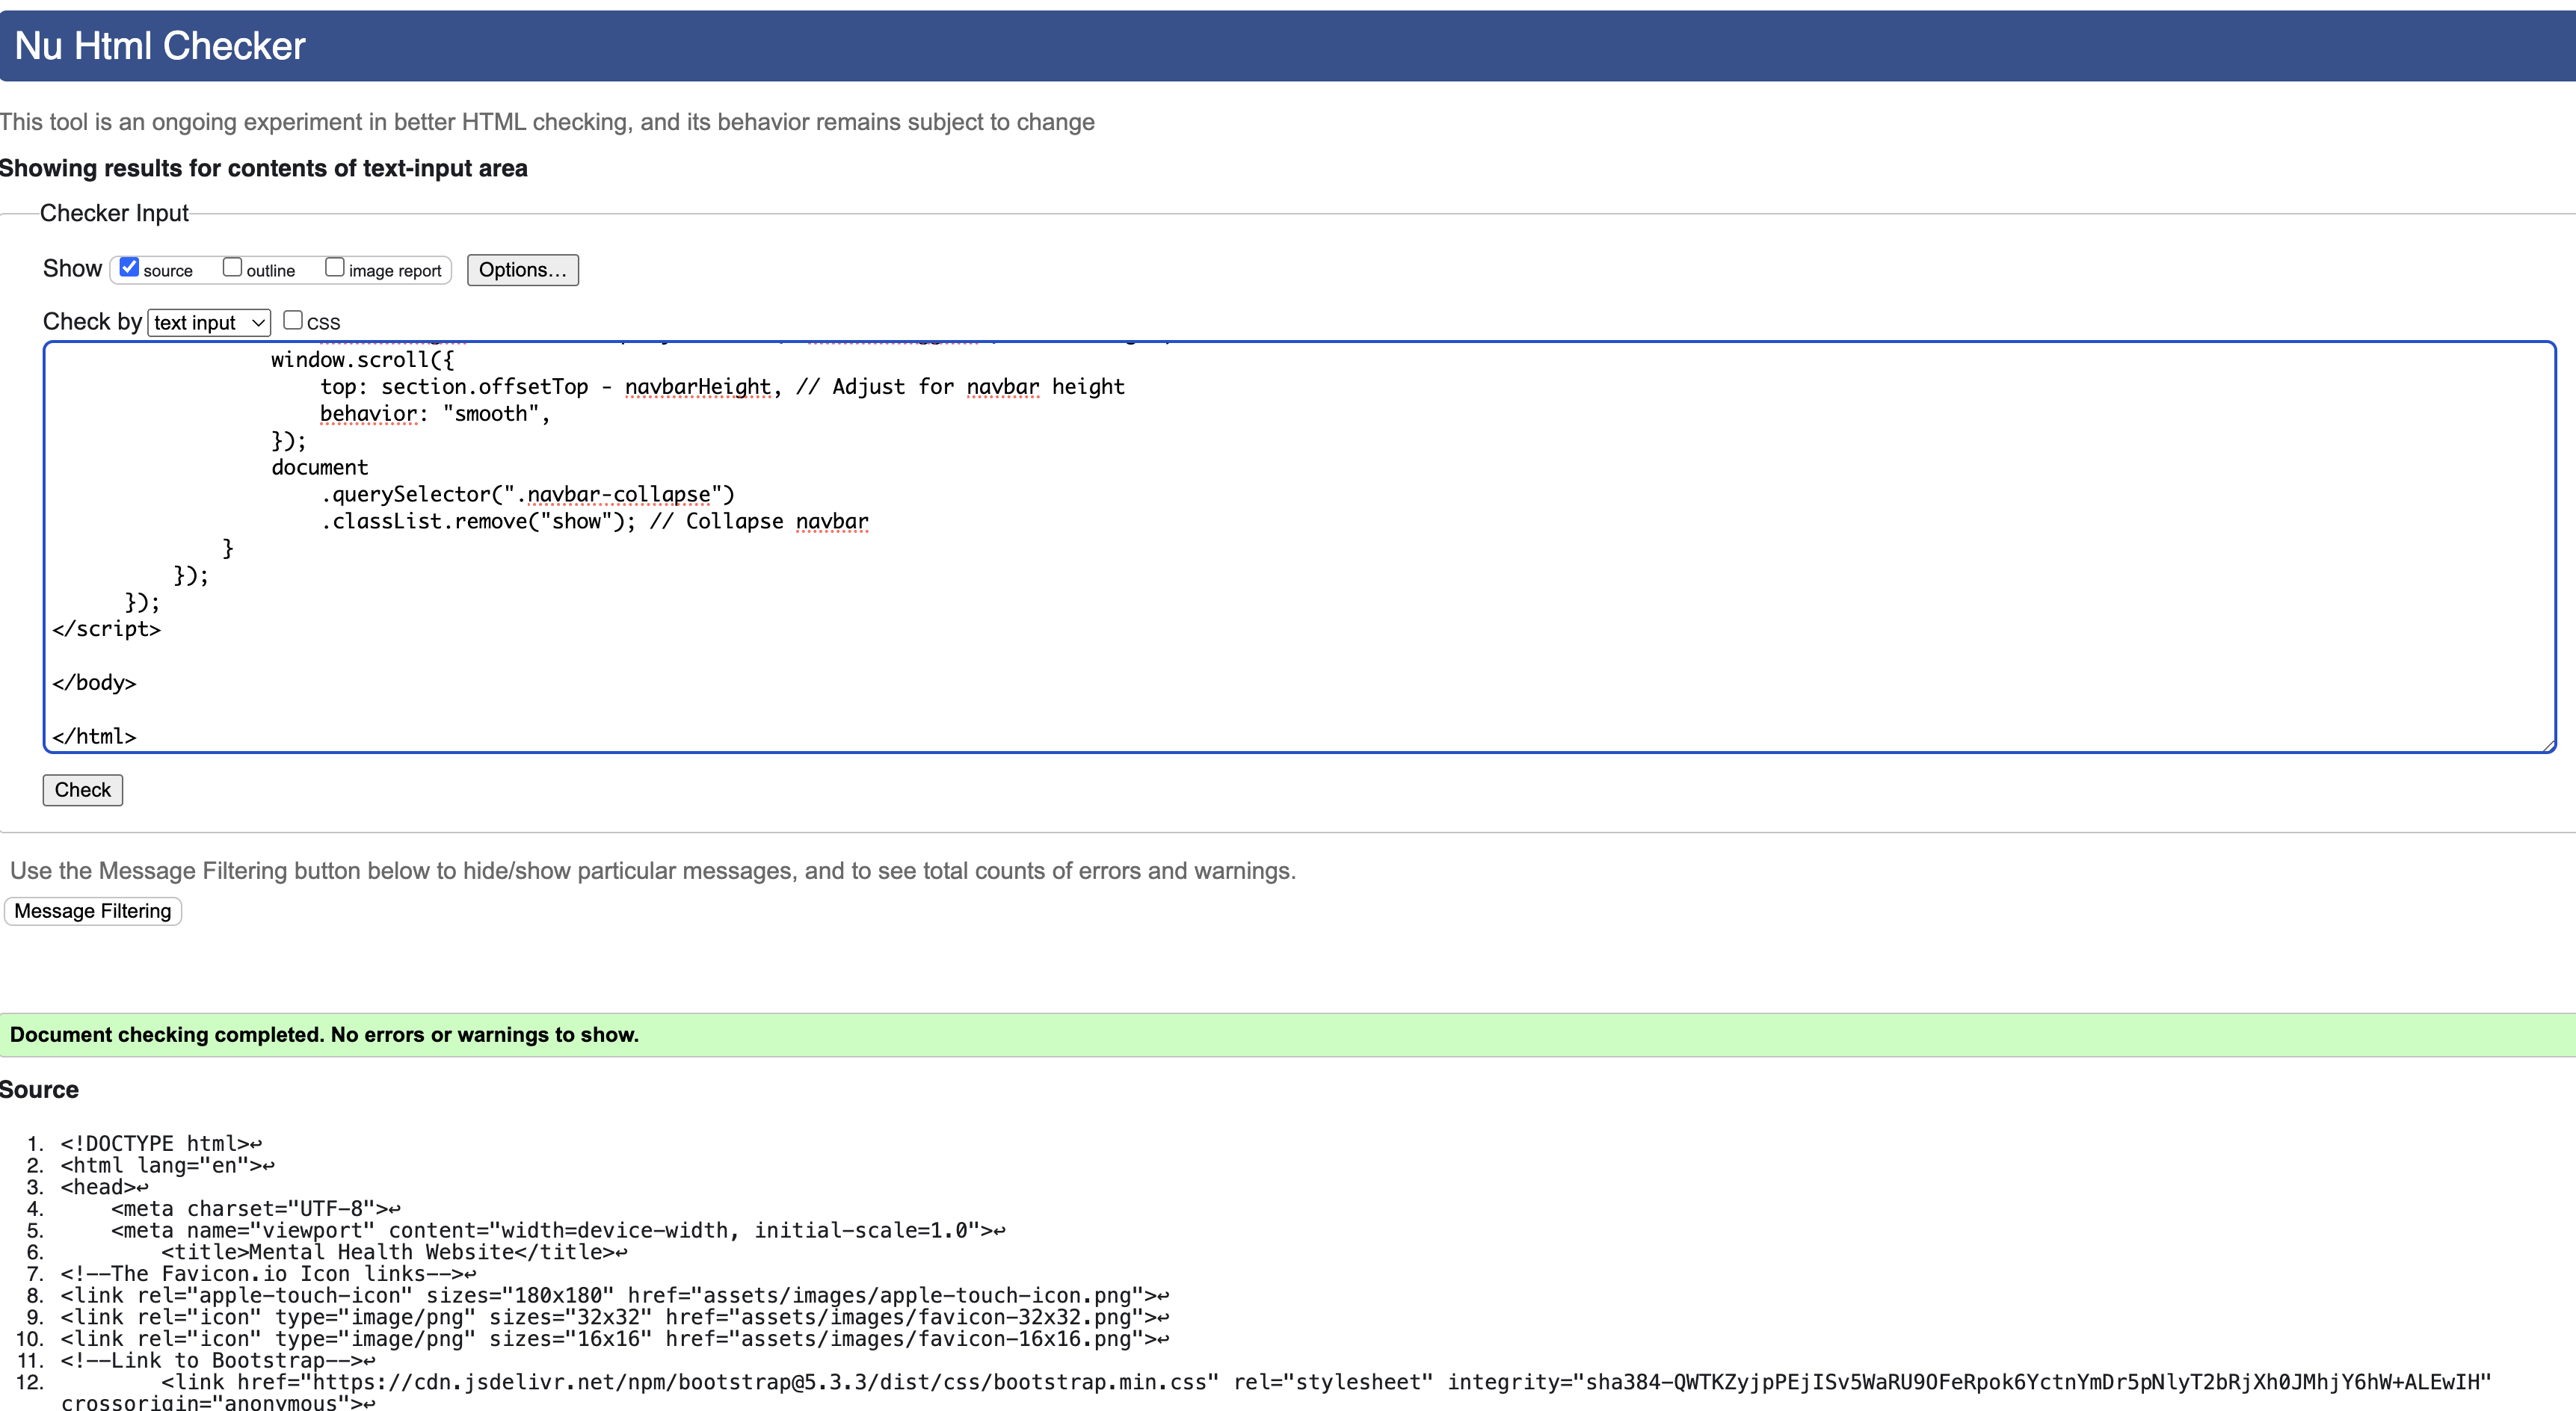 Nu Html Checker
This tool is an ongoing experiment in better HTML checking, and its behavior remains subject to change
Showing results for contents of text-input area
Checker Input
Show source outline image report Options...
Check by text input CSS
window.scroll({
top: section.offsetTop - navbarHeight, // Adjust for navbar height
behavior: "smooth",
});
document
.querySelector(".navbar-collapse")
.classList.remove("show"); // Collapse navbar
}
});
});
</script>
</body>
</html>
Check
Use the Message Filtering button below to hide/show particular messages, and to see total counts of errors and warnings.
Message Filtering
Document checking completed. No errors or warnings to show.
Source
1. <!DOCTYPE html>↩
2. <html lang="en">↩
3. <head>↩
4. <meta charset="UTF-8">↩
5. <meta name="viewport" content="width=device-width, initial-scale=1.0">↩
6. <title>Mental Health Website</title>↩
7. <!--The Favicon.io Icon links-->↩
8. <link rel="apple-touch-icon" sizes="180x180" href="assets/images/apple-touch-icon.png">↩
9. <link rel="icon" type="image/png" sizes="32x32" href="assets/images/favicon-32x32.png">↩
10. <link rel="icon" type="image/png" sizes="16x16" href="assets/images/favicon-16x16.png">↩
11. <!--Link to Bootstrap-->↩
12. <link href="https://cdn.jsdelivr.net/npm/bootstrap@5.3.3/dist/css/bootstrap.min.css" rel="stylesheet" integrity="sha384-QWTKZyjpPEjISv5WaRU9OFeRpok6YctnYmDr5pNlyT2bRjXh0JMhjY6hW+ALEwIH"
crossorigin="anonymous">↩